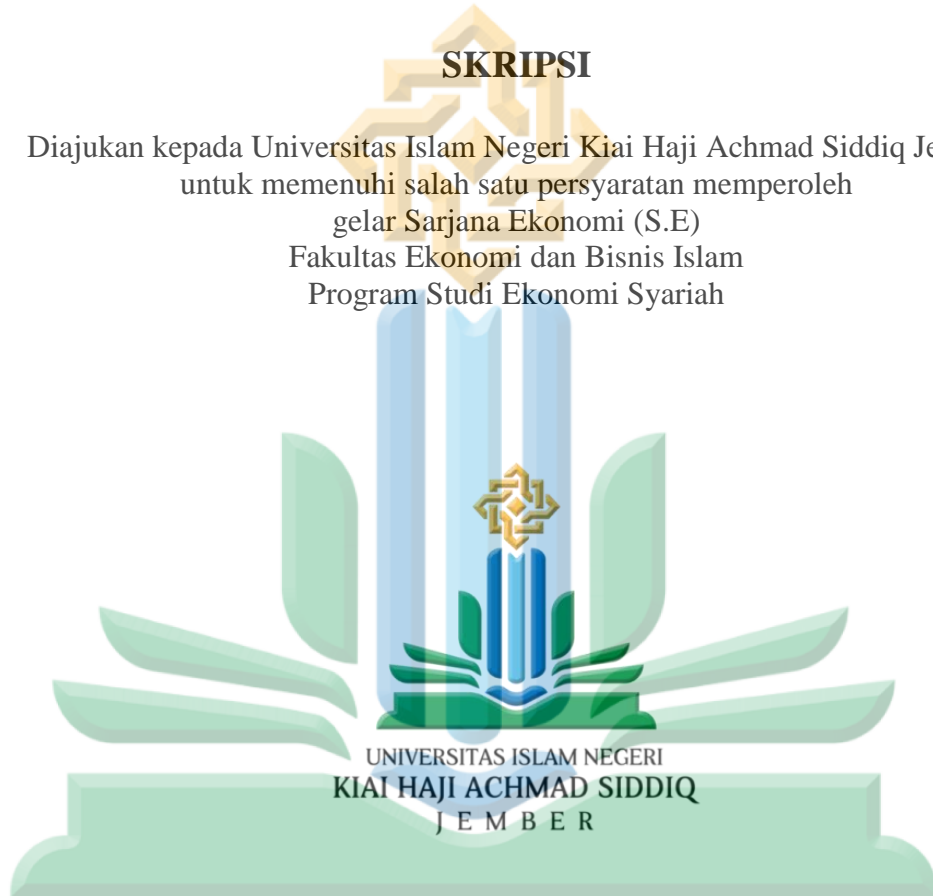 SKRIPSI
Diajukan kepada Universitas Islam Negeri Kiai Haji Achmad Siddiq Je
untuk memenuhi salah satu persyaratan memperoleh
gelar Sarjana Ekonomi (S.E)
Fakultas Ekonomi dan Bisnis Islam
Program Studi Ekonomi Syariah
UNIVERSITAS ISLAM NEGERI
KIAI HAJI ACHMAD SIDDIQ
JEMBER